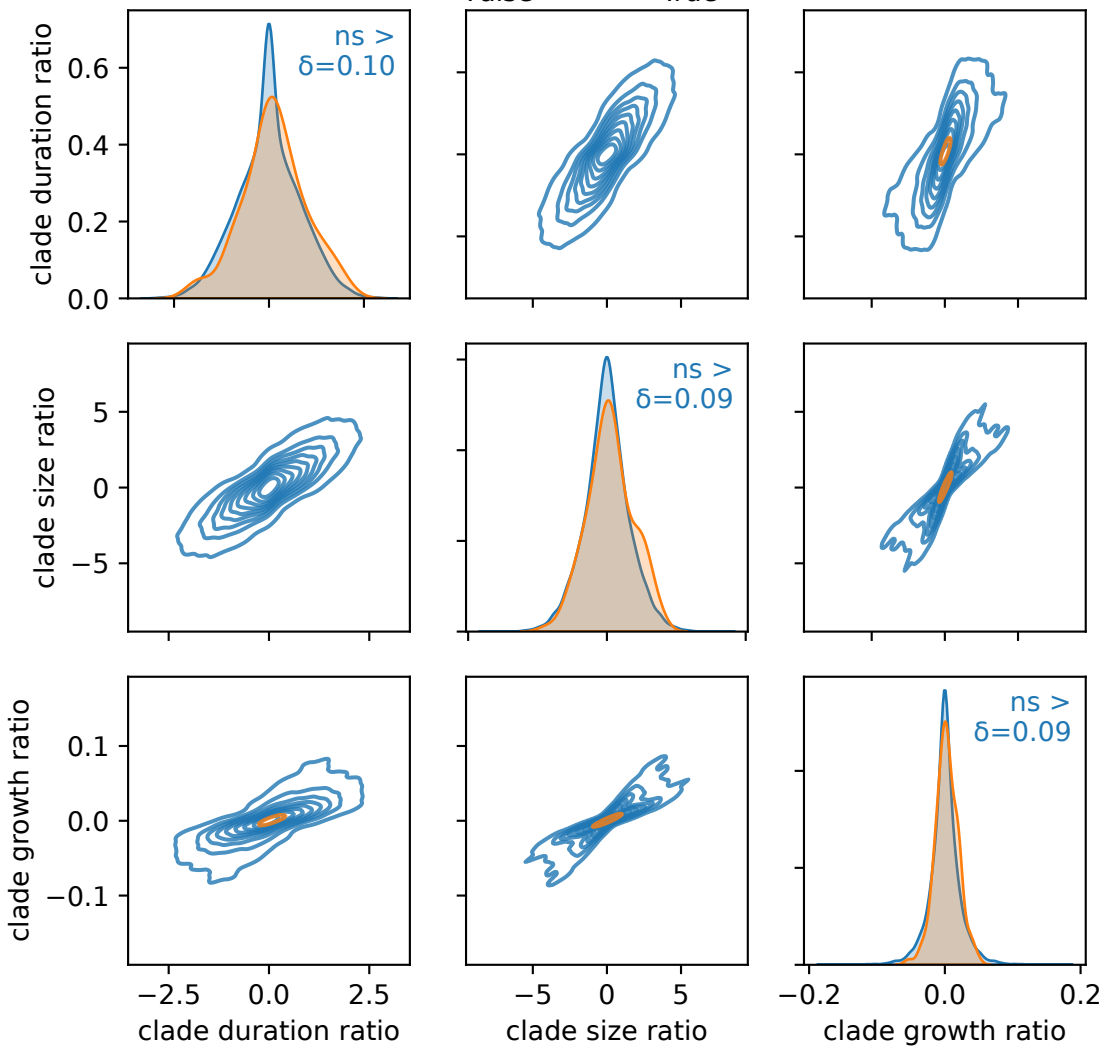 clade duration ratio
0.6
0.4
0.2
0.0
ns >
δ=0.10
clade size ratio
5
0
−5
ns >
δ=0.09
clade growth ratio
0.1
0.0
−0.1
ns >
δ=0.09
−2.5 0.0 2.5
−5 0 5
−0.2 0.0 0.2
clade duration ratio
clade size ratio
clade growth ratio